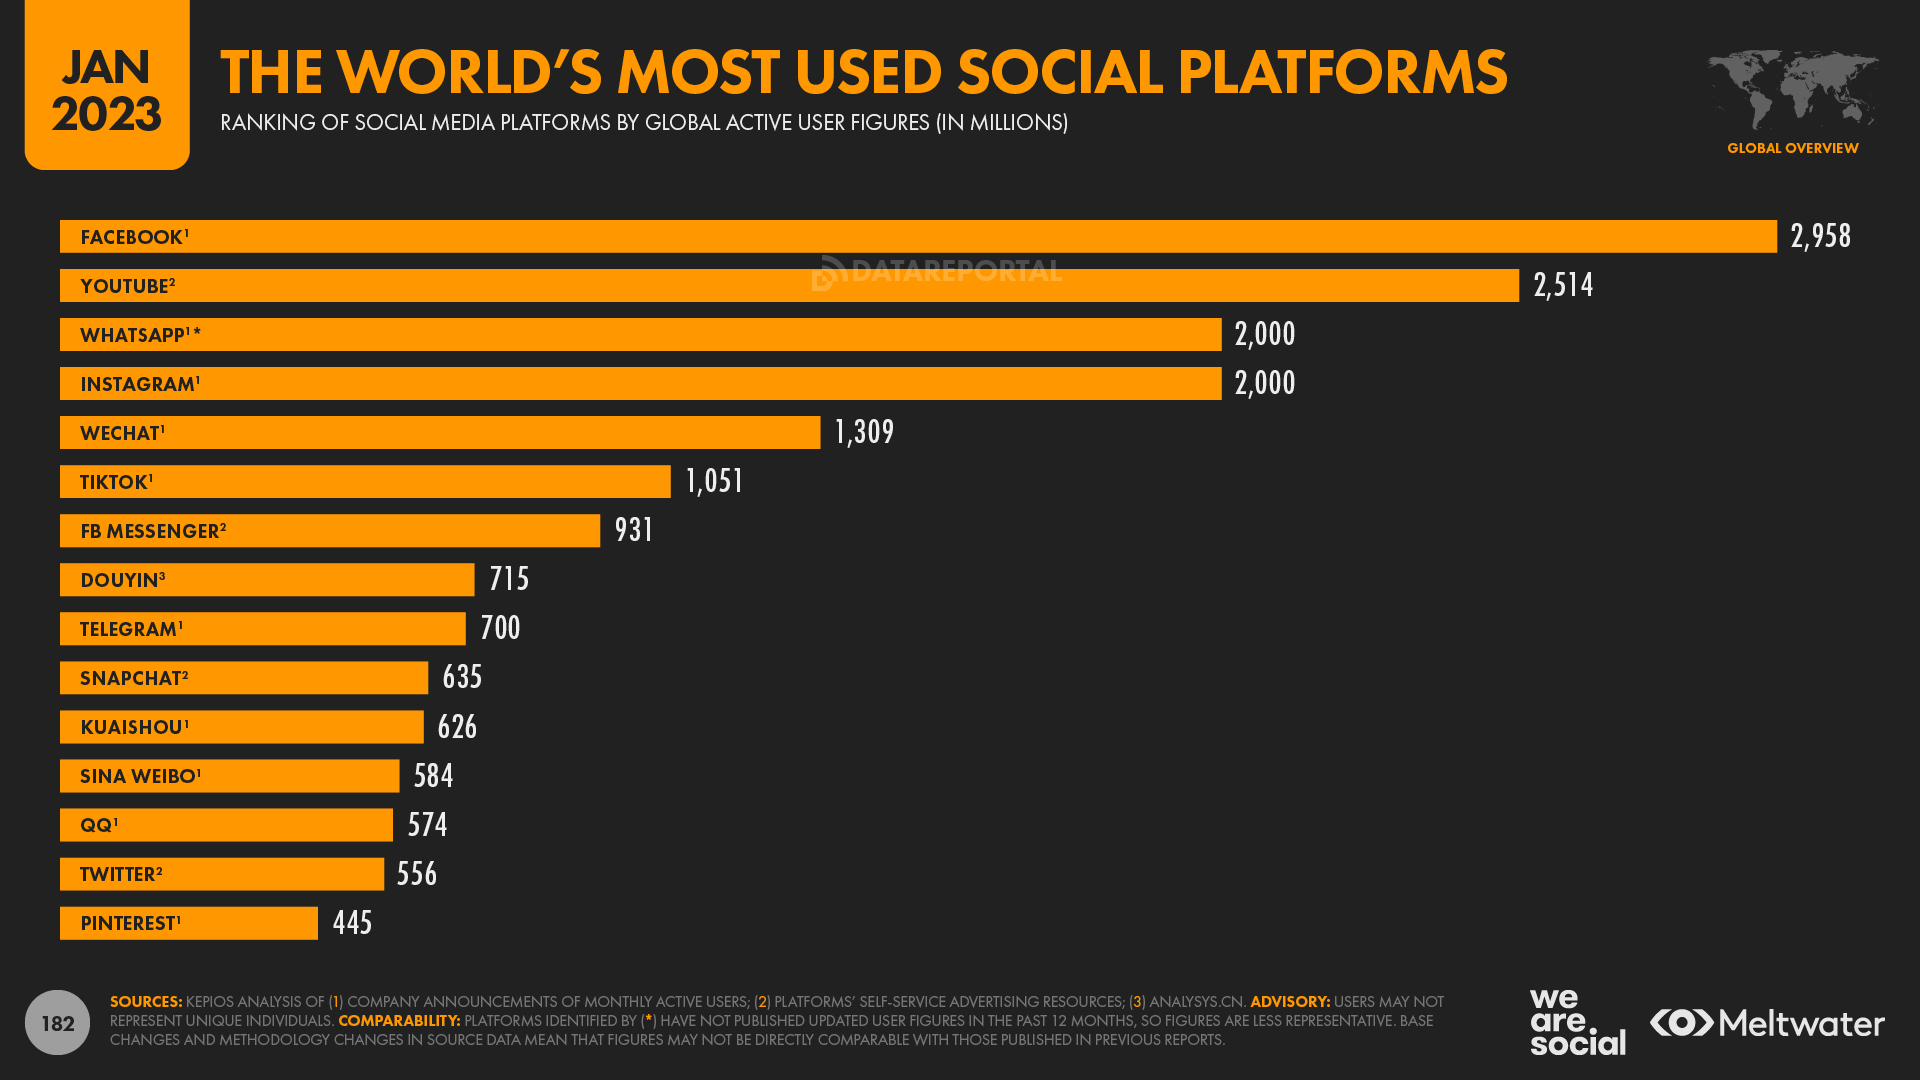 JAN
2023
THE WORLD’S MOST USED SOCIAL PLATFORMS
RANKING OF SOCIAL MEDIA PLATFORMS BY GLOBAL ACTIVE USER FIGURES (IN MILLIONS)
GLOBAL OVERVIEW
FACEBOOK¹ 2,958
DATAREPORTAL
YOUTUBE² 2,514
WHATSAPP¹* 2,000
INSTAGRAM¹ 2,000
WECHAT¹ 1,309
TIKTOK¹ 1,051
FB MESSENGER² 931
DOUYIN³ 715
TELEGRAM¹ 700
SNAPCHAT² 635
KUAISHOU¹ 626
SINA WEIBO¹ 584
QQ¹ 574
TWITTER² 556
PINTEREST¹ 445
182
SOURCES: KEPIOS ANALYSIS OF (1) COMPANY ANNOUNCEMENTS OF MONTHLY ACTIVE USERS; (2) PLATFORMS’ SELF-SERVICE ADVERTISING RESOURCES; (3) ANALYSYS.CN. ADVISORY: USERS MAY NOT
REPRESENT UNIQUE INDIVIDUALS. COMPARABILITY: PLATFORMS IDENTIFIED BY (*) HAVE NOT PUBLISHED UPDATED USER FIGURES IN THE PAST 12 MONTHS, SO FIGURES ARE LESS REPRESENTATIVE. BASE
CHANGES AND METHODOLOGY CHANGES IN SOURCE DATA MEAN THAT FIGURES MAY NOT BE DIRECTLY COMPARABLE WITH THOSE PUBLISHED IN PREVIOUS REPORTS.
we
are
social
Meltwater